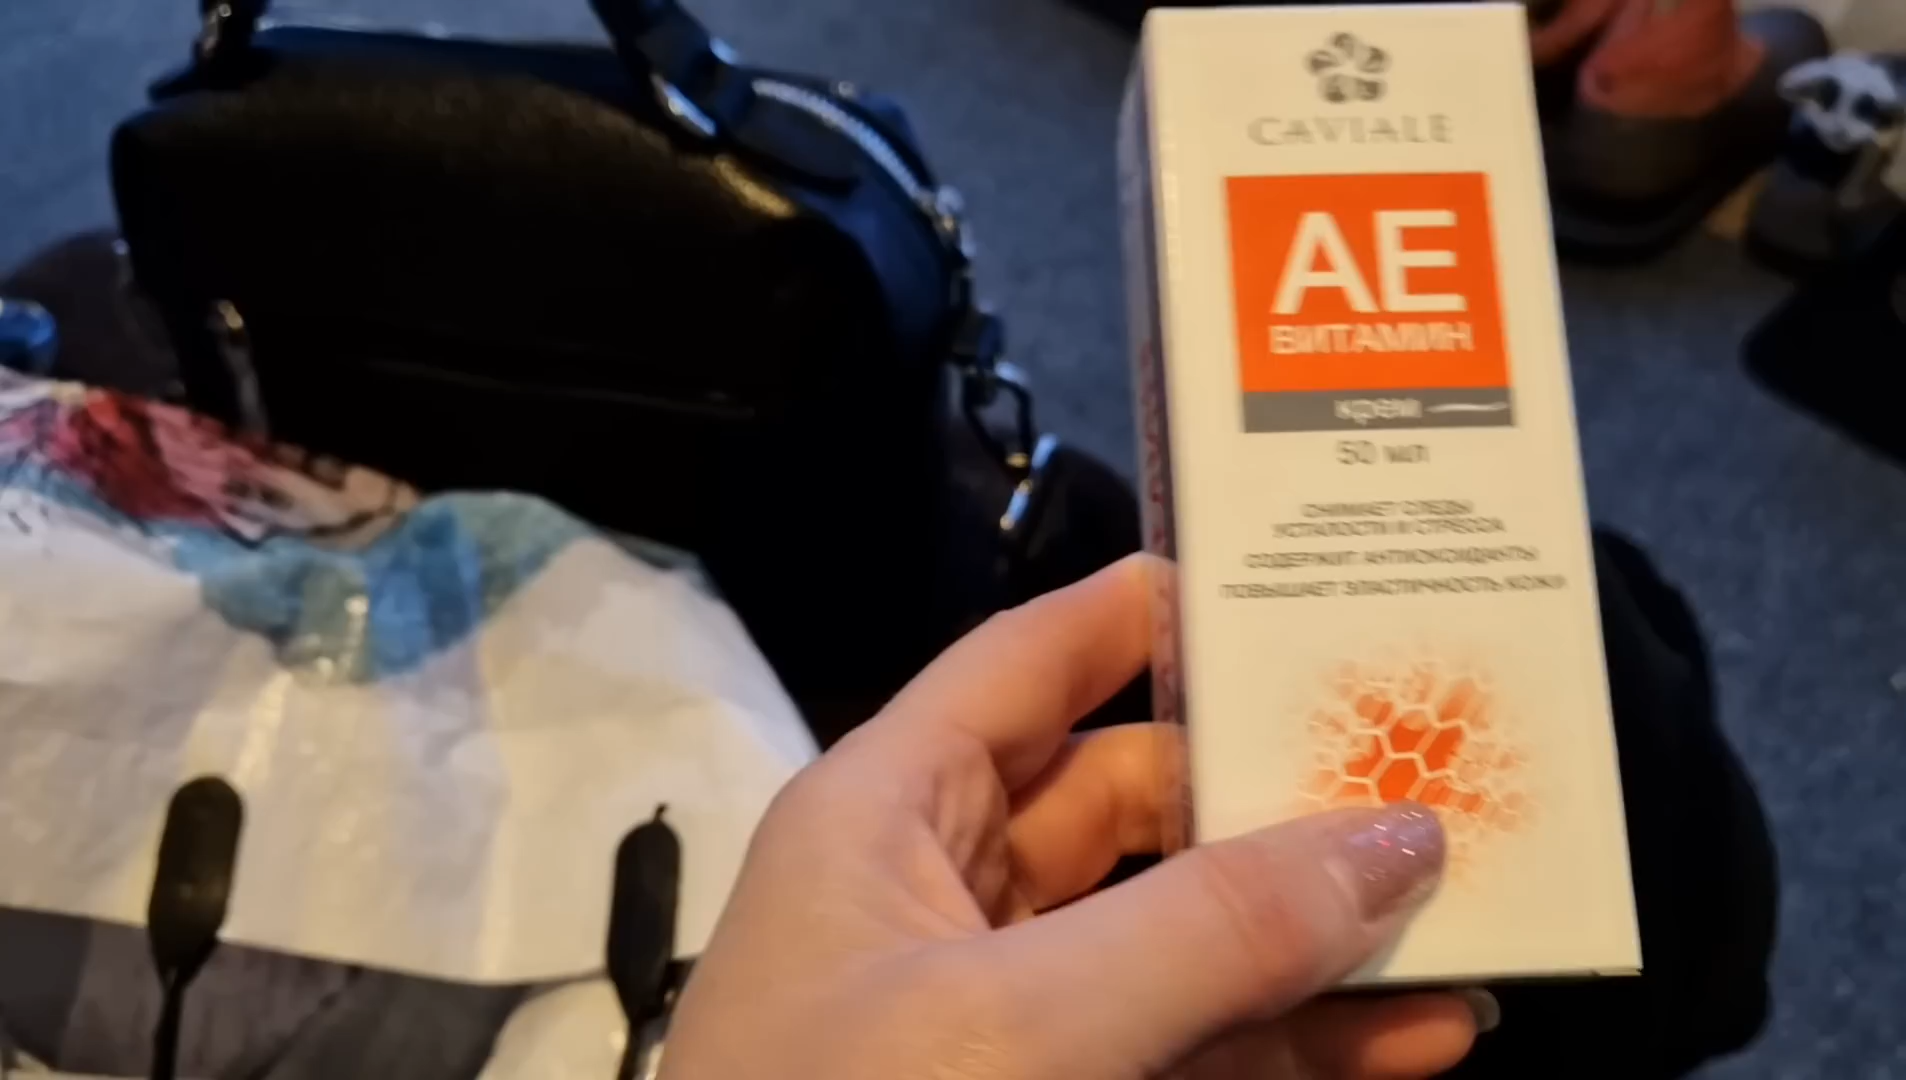 CAVIALE
AE
ВИТАМИН
крем
50 мл
СНИМАЕТ СЛЕДЫ
УСТАЛОСТИ И СТРЕССА
СОДЕРЖИТ АНТИОКСИДАНТЫ
ПОВЫШАЕТ ЭЛАСТИЧНОСТЬ КОЖИ